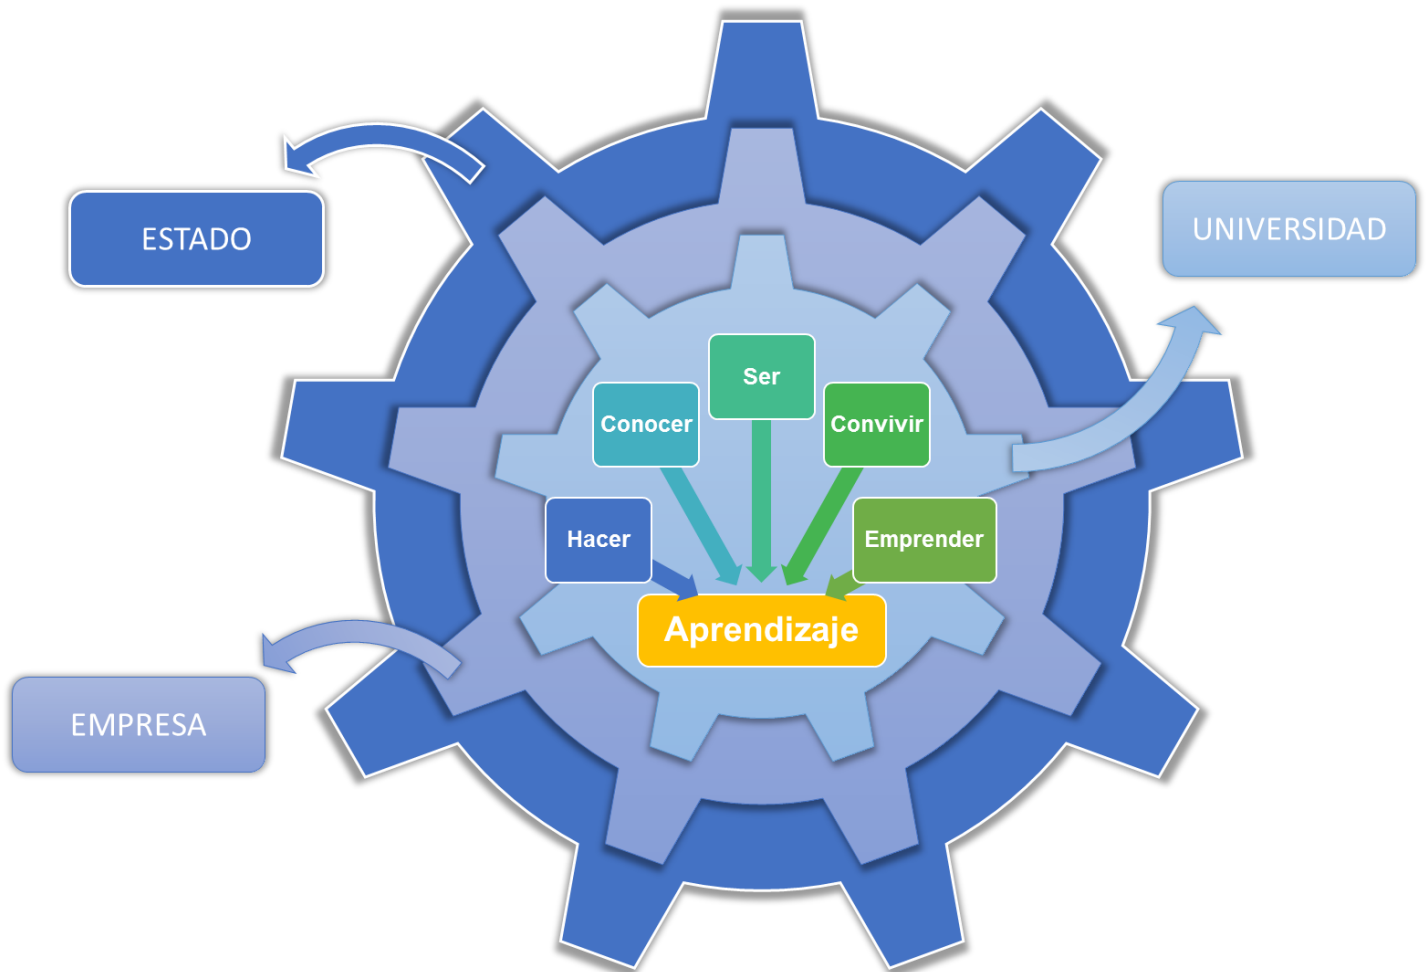 ESTADO
UNIVERSIDAD
Ser
Conocer
Convivir
Hacer
Emprender
Aprendizaje
EMPRESA